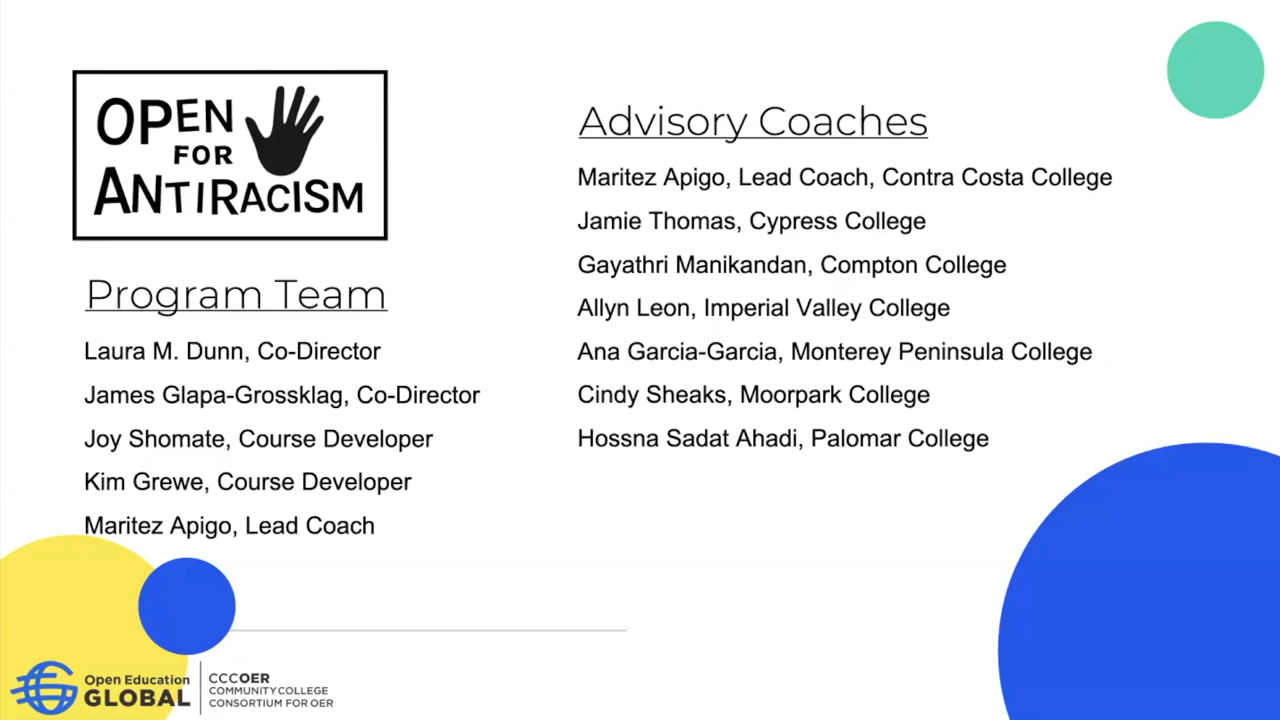 OPEN
FOR
ANTIRACISM
Program Team
Laura M. Dunn, Co-Director
James Glapa-Grossklag, Co-Director
Joy Shomate, Course Developer
Kim Grewe, Course Developer
Maritez Apigo, Lead Coach
Advisory Coaches
Maritez Apigo, Lead Coach, Contra Costa College
Jamie Thomas, Cypress College
Gayathri Manikandan, Compton College
Allyn Leon, Imperial Valley College
Ana Garcia-Garcia, Monterey Peninsula College
Cindy Sheaks, Moorpark College
Hossna Sadat Ahadi, Palomar College
Open Education
GLOBAL
CCCOER
COMMUNITY COLLEGE
CONSORTIUM FOR OER